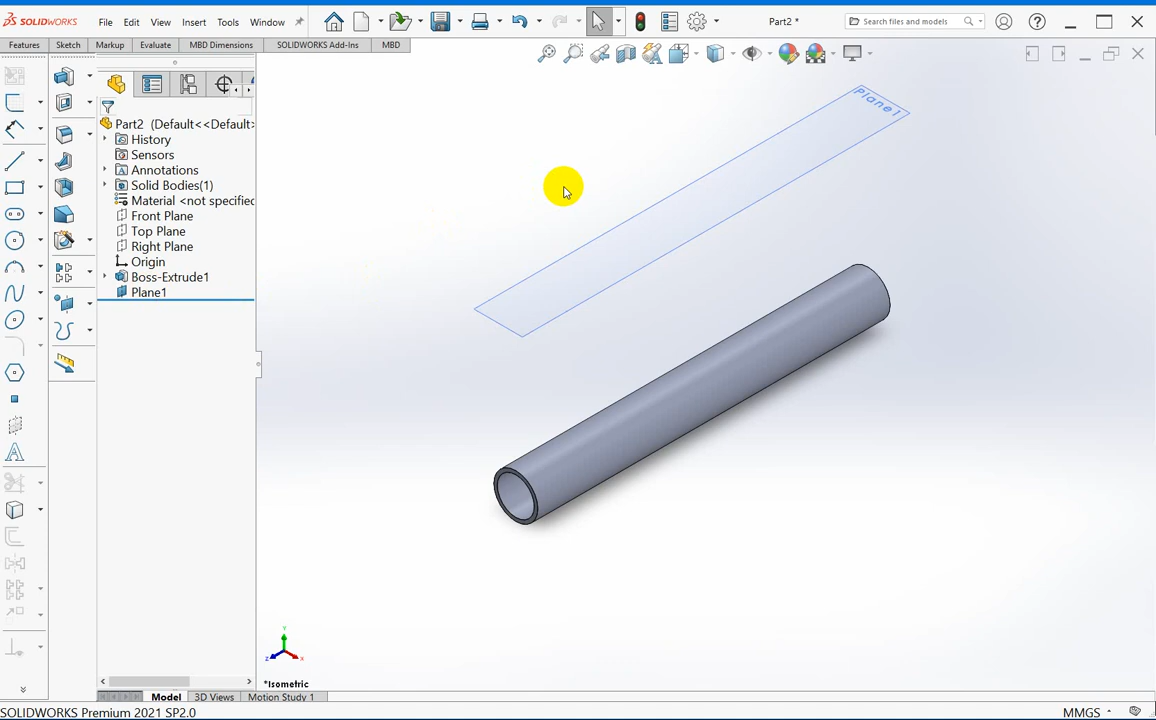 SOLIDWORKS File Edit View Insert Tools Window Part2 * Search files and models
Features Sketch Markup Evaluate MBD Dimensions SOLIDWORKS Add-Ins MBD
Plane1
Part2 (Default<<Default>
History
Sensors
Annotations
Solid Bodies(1)
Material <not specified
Front Plane
Top Plane
Right Plane
Origin
Boss-Extrude1
Plane1
Y
Z X
*Isometric
Model 3D Views Motion Study 1
SOLIDWORKS Premium 2021 SP2.0 MMGS